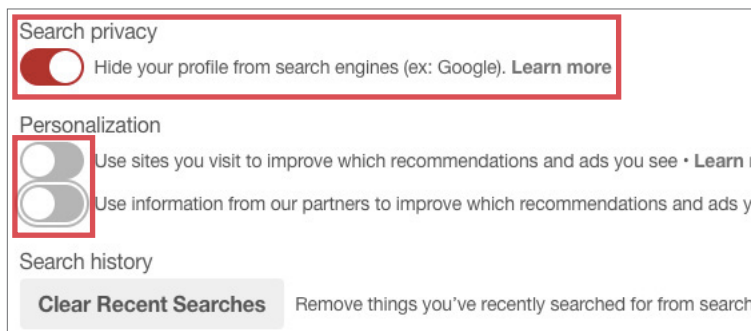 Search privacy
Hide your profile from search engines (ex: Google). Learn more
Personalization
Use sites you visit to improve which recommendations and ads you see • Learn
Use information from our partners to improve which recommendations and ads
Search history
Clear Recent Searches Remove things you've recently searched for from search